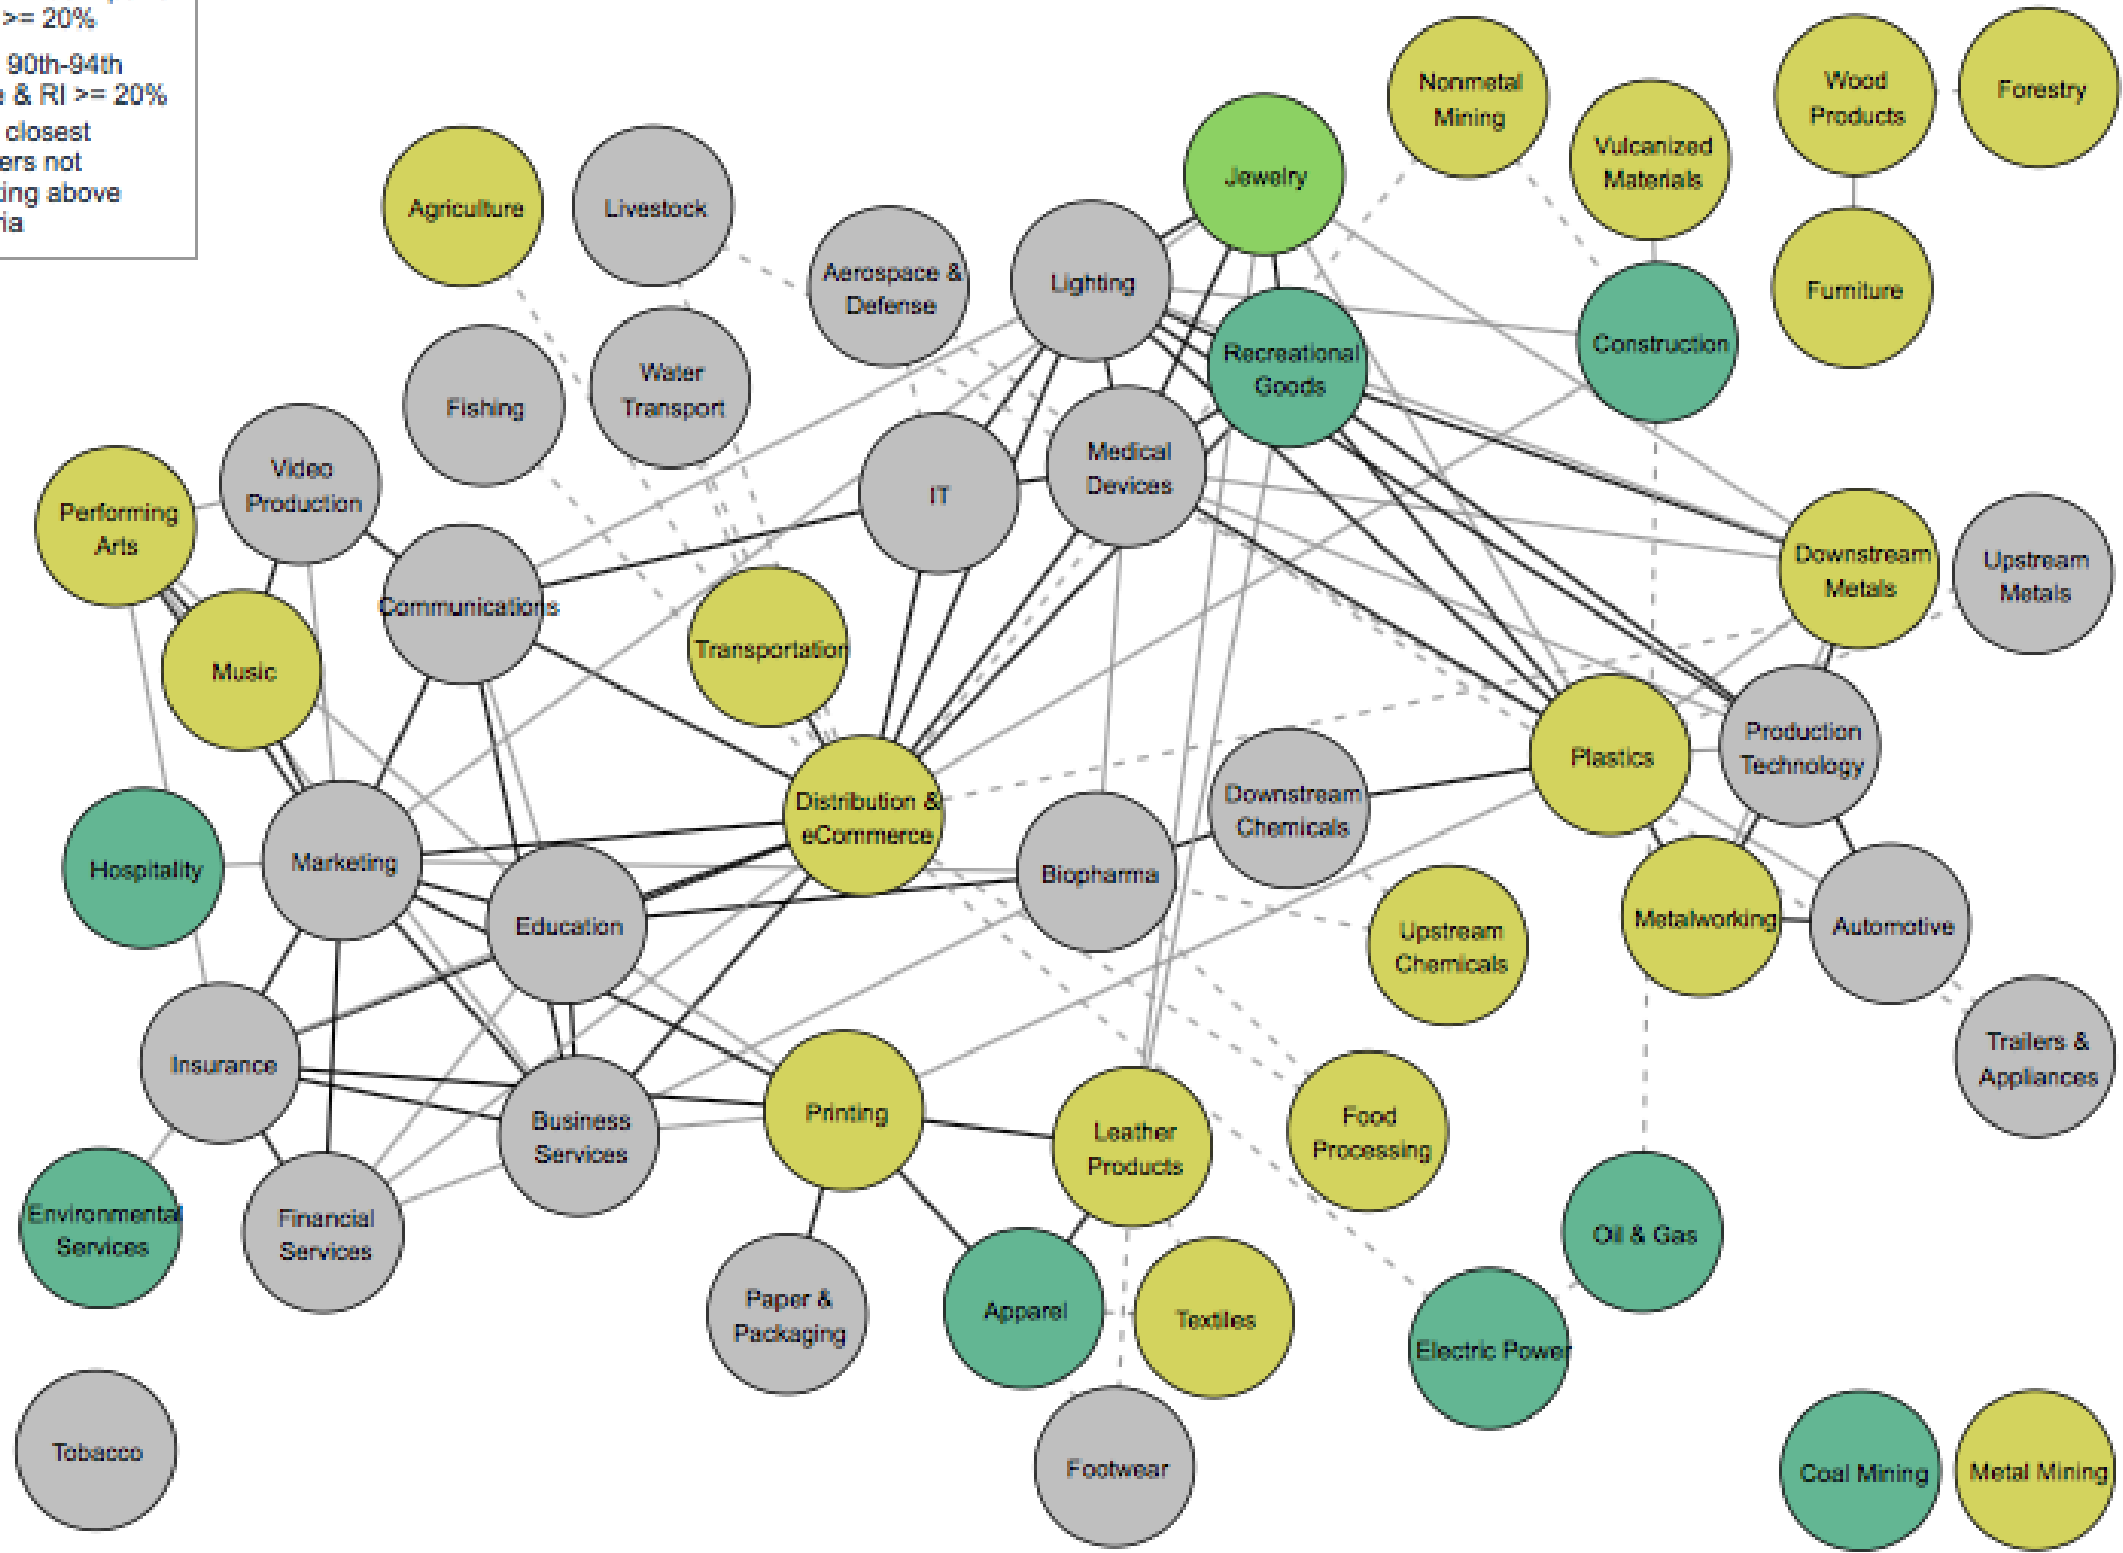 >= 20%
90th-94th
& RI >= 20%
closest
ers not
ting above
ria
Nonmetal
Mining
Wood
Products
Forestry
Vulcanized
Materials
Jewelry
Agriculture
Livestock
Aerospace &
Defense
Lighting
Furniture
Construction
Recreational
Goods
Water
Transport
Fishing
Video
Production
Medical
Devices
IT
Performing
Arts
Downstream
Metals
Upstream
Metals
Communications
Transportation
Music
Production
Technology
Plastics
Downstream
Chemicals
Distribution &
eCommerce
Hospitality
Marketing
Biopharma
Education
Metalworking
Automotive
Upstream
Chemicals
Insurance
Trailers &
Appliances
Business
Services
Printing
Leather
Products
Food
Processing
Environmental
Services
Financial
Services
Oil & Gas
Paper &
Packaging
Apparel
Textiles
Electric Power
Tobacco
Footwear
Coal Mining
Metal Mining